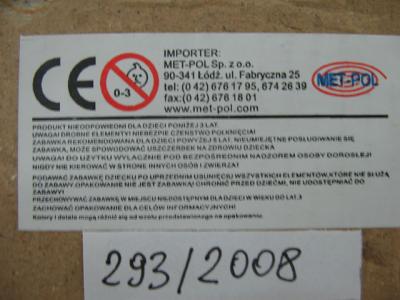 IMPORTER:
MET-POL Sp. z o.o.
90-341 Łódź. ul. Fabryczna 25
tel:(0 42) 676 17 95, 674 26 39
fax:(0 42) 676 18 01
www.met-pol.com
CE
0-3
MET-POL
PRODUKT NIEODPOWIEDNI DLA DZIECI PONIŻEJ 3 LAT.
UWAGA! DROBNE ELEMENTY! NIEBEZPIECZEŃSTWO POŁKNIĘCIA!
ZABAWKA REKOMENDOWANA DLA DZIECI POWYŻEJ 3 LAT. NIEUMIEJĘTNE POSŁUGIWANIE SIĘ
ZABAWKĄ, MOŻE SPOWODOWAĆ USZCZERBEK NA ZDROWIU DZIECKA
UWAGA! DO UŻYTKU WYŁĄCZNIE POD BEZPOŚREDNIM NADZOREM OSOBY DOROSŁEJ!
NIGDY NIE KIEROWAĆ W STRONĘ INNYCH OSÓB I ZWIERZĄT
PODAWAĆ ZABAWKĘ DZIECKU PO UPRZEDNIM USUNIĘCIU WSZYSTKICH ELEMENTÓW, KTÓRE NIE SŁUŻĄ
DO ZABAWY. OPAKOWANIE NIE JEST ZABAWKĄ! CHRONIĆ PRZED DZIEĆMI, NIE UDOSTĘPNIAĆ DO
ZABAWY!
PRZECHOWYWAĆ ZABAWKĘ W MIEJSCU NIEDOSTĘPNYM DLA DZIECI W WIEKU DO LAT.3
ZACHOWAĆ OPAKOWANIE DLA CELÓW INFORMACYJNYCH!
Kolory i detale mogą różnić się od wzoru przedstawionego na opakowaniu.
293/2008